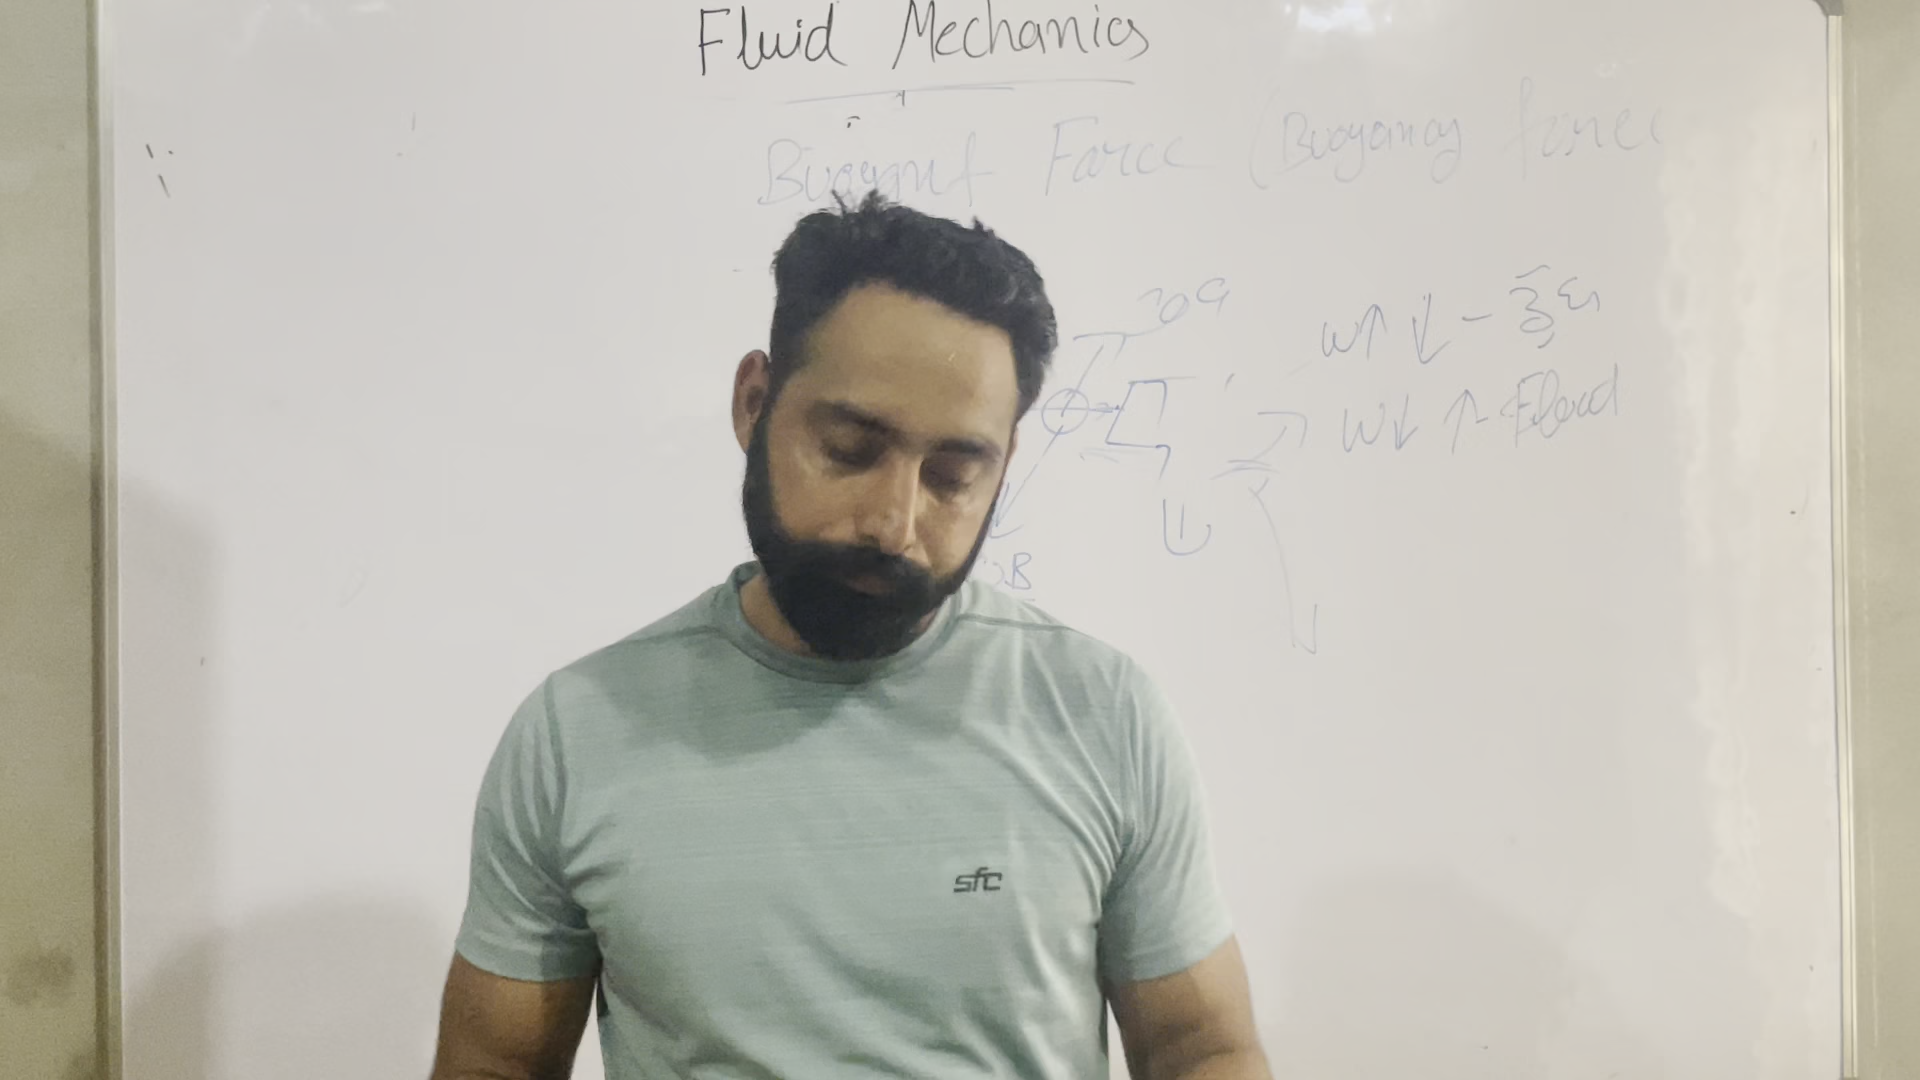 Fluid Mechanics
Buoyant Force (Buoyancy force
W↑ ↓ -
W↓ ↑ - Fluid
B
sfc